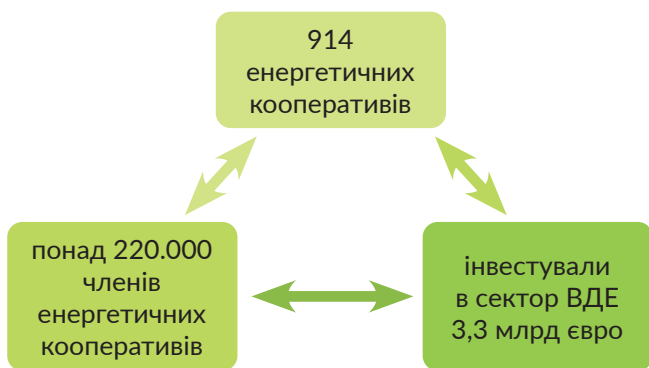 914
енергетичних
кооперативів
понад 220.000
членів
енергетичних
кооперативів
інвестували
в сектор ВДЕ
3,3 млрд євро